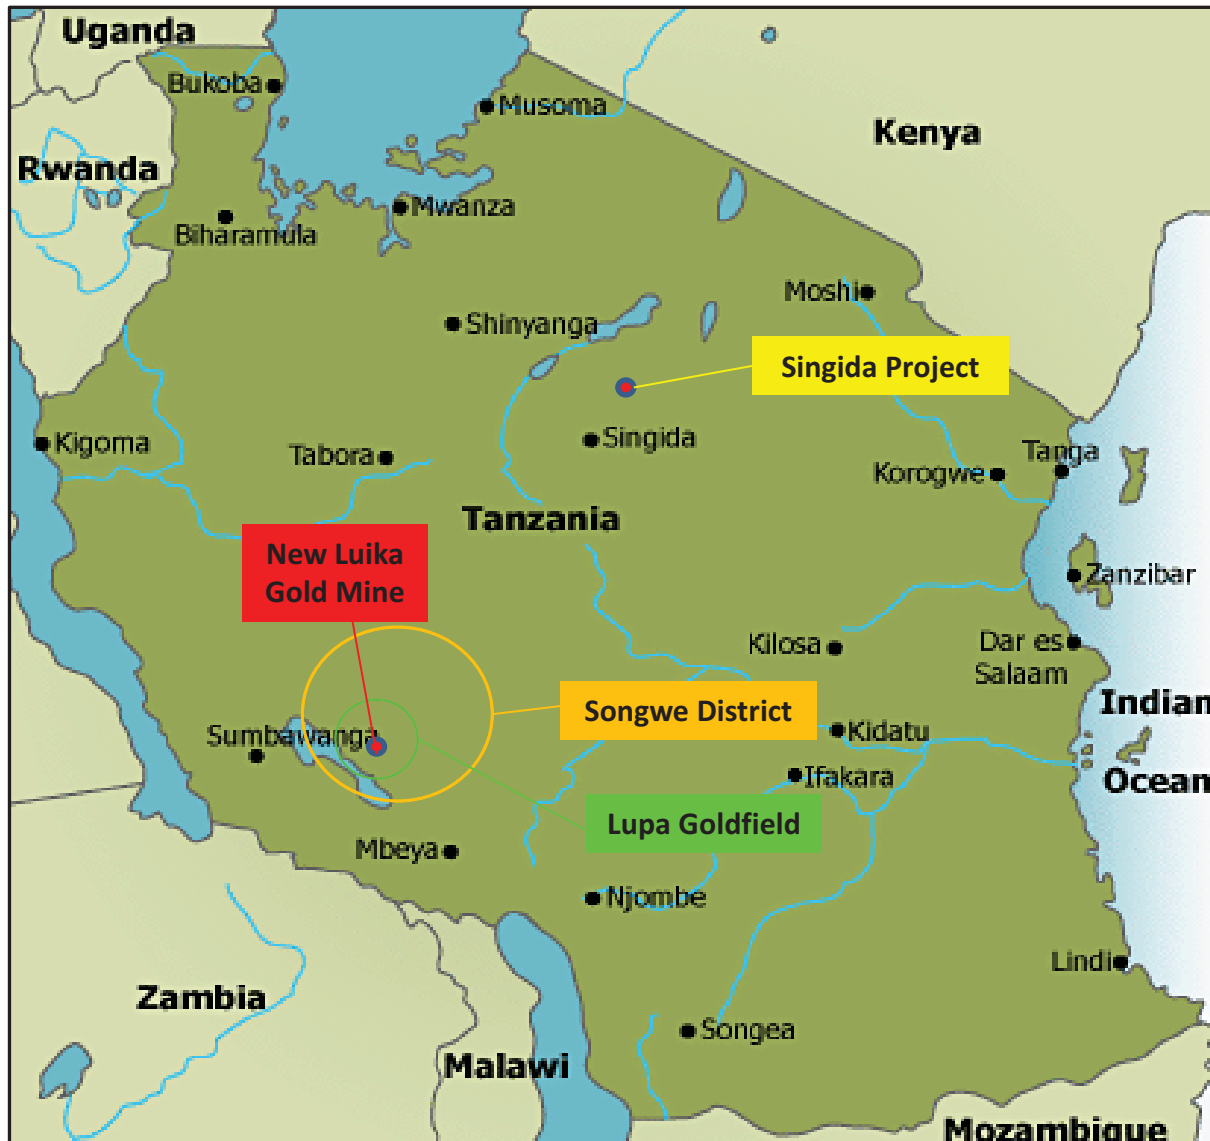 Uganda
Bukoba
Musoma
Kenya
Rwanda
Mwanza
Biharamula
Moshi
Shinyanga
Singida Project
Kigoma
Tabora
Singida
Korogwe
Tanga
Tanzania
New Luika
Gold Mine
Zanzibar
Kilosa
Dar es
Salaam
Songwe District
Indian
Ocean
Sumbawanga
Kidatu
Ifakara
Lupa Goldfield
Mbeya
Njombe
Lindi
Zambia
Songea
Malawi
Mozambique